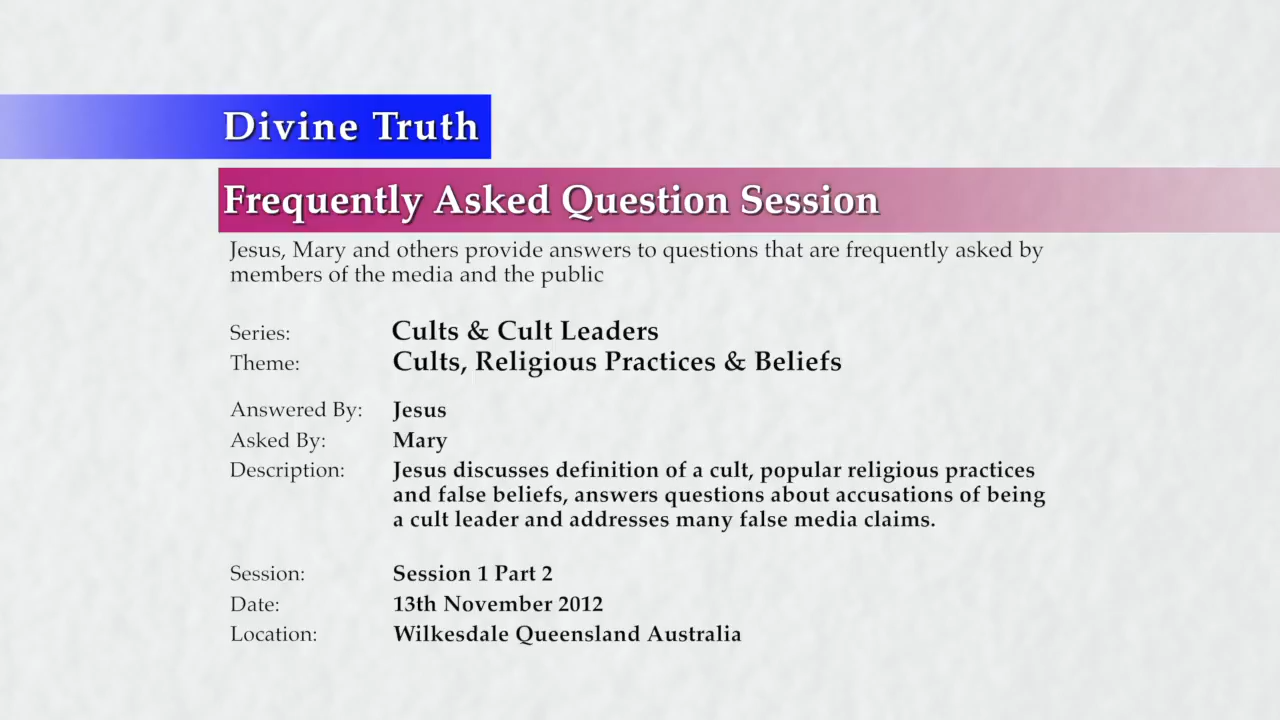 Divine Truth
Frequently Asked Question Session
Jesus, Mary and others provide answers to questions that are frequently asked by
members of the media and the public
Series: Cults & Cult Leaders
Theme: Cults, Religious Practices & Beliefs
Answered By: Jesus
Asked By: Mary
Description: Jesus discusses definition of a cult, popular religious practices
and false beliefs, answers questions about accusations of being
a cult leader and addresses many false media claims.
Session: Session 1 Part 2
Date: 13th November 2012
Location: Wilkesdale Queensland Australia